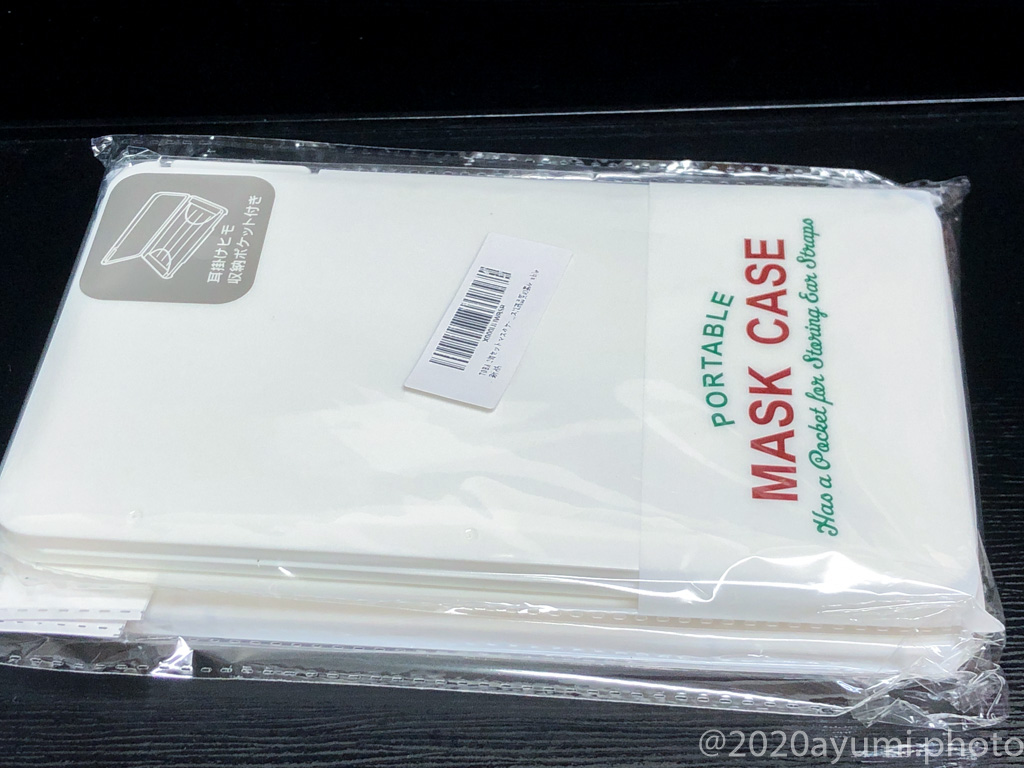 耳掛けヒモ
収納ポケット付き
PORTABLE
MASK CASE
Has a Pocket for Storing Ear Straps
@2020ayumi.photo